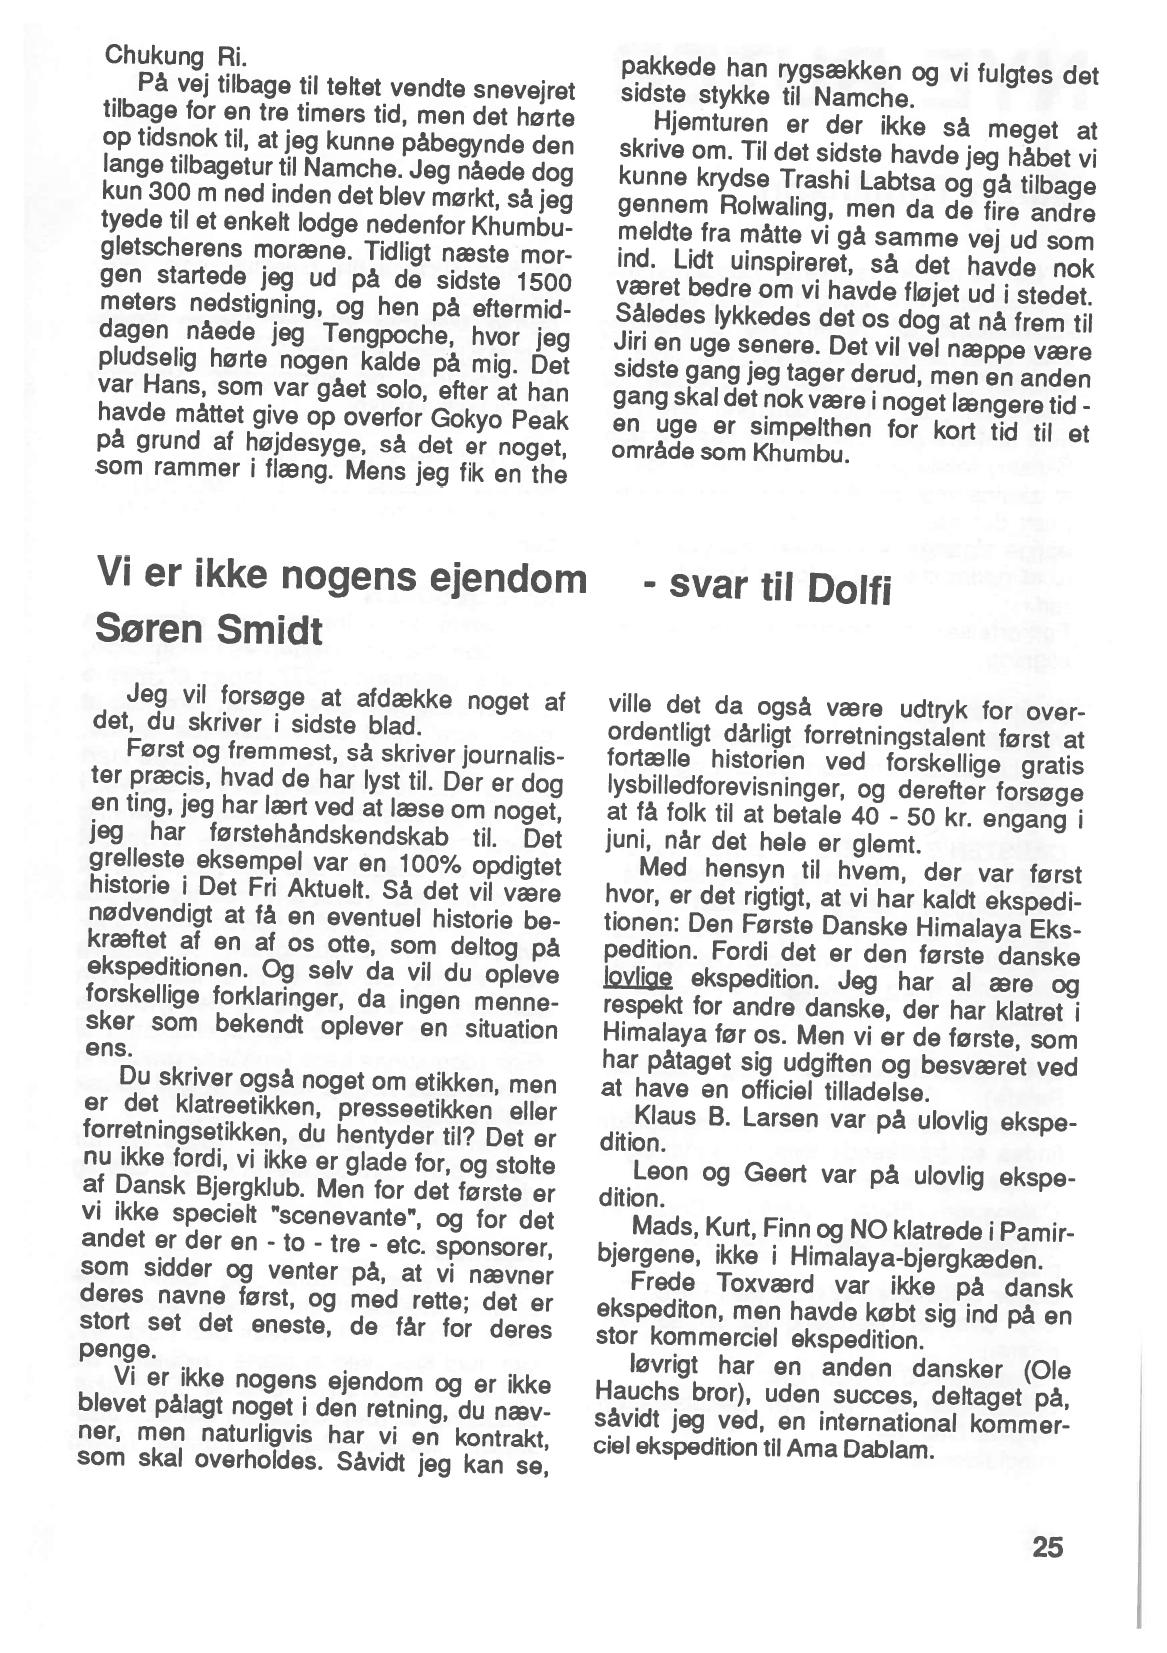 Chukung Ri.
På vej tilbage til teltet vendte snevejret
tilbage for en tre timers tid, men det hørte
op tidsnok til, at jeg kunne påbegynde den
lange tilbagetur til Namche. Jeg nåede dog
kun 300 m ned inden det blev mørkt, så jeg
tyede til et enkelt lodge nedenfor Khumbu-
gletscherens moræne. Tidligt næste mor-
gen startede jeg ud på de sidste 1500
meters nedstigning, og hen på eftermid-
dagen nåede jeg Tengpoche, hvor jeg
pludselig hørte nogen kalde på mig. Det
var Hans, som var gået solo, efter at han
havde måttet give op overfor Gokyo Peak
på grund af højdesyge, så det er noget,
som rammer i flæng. Mens jeg fik en the
pakkede han rygsækken og vi fulgtes det
sidste stykke til Namche.
Hjemturen er der ikke så meget at
skrive om. Til det sidste havde jeg håbet vi
kunne krydse Trashi Labtsa og gå tilbage
gennem Rolwaling, men da de fire andre
meldte fra måtte vi gå samme vej ud som
ind. Lidt uinspireret, så det havde nok
været bedre om vi havde fløjet ud i stedet.
Således lykkedes det os dog at nå frem til
Jiri en uge senere. Det vil vel næppe være
sidste gang jeg tager derud, men en anden
gang skal det nok være i noget længere tid -
en uge er simpelthen for kort tid til et
område som Khumbu.
Vi er ikke nogens ejendom - svar til Dolfi
Søren Smidt
Jeg vil forsøge at afdække noget af
det, du skriver i sidste blad.
Først og fremmest, så skriver journalis-
ter præcis, hvad de har lyst til. Der er dog
en ting, jeg har lært ved at læse om noget,
jeg har førstehåndskendskab til. Det
grelleste eksempel var en 100% opdigtet
historie i Det Fri Aktuelt. Så det vil være
nødvendigt at få en eventuel historie be-
kræftet af en af os otte, som deltog på
ekspeditionen. Og selv da vil du opleve
forskellige forklaringer, da ingen menne-
sker som bekendt oplever en situation
ens.
Du skriver også noget om etikken, men
er det klatreetikken, presseetikken eller
forretningsetikken, du hentyder til? Det er
nu ikke fordi, vi ikke er glade for, og stolte
af Dansk Bjergklub. Men for det første er
vi ikke specielt "scenevante", og for det
andet er der en - to - tre - etc. sponsorer,
som sidder og venter på, at vi nævner
deres navne først, og med rette; det er
stort set det eneste, de får for deres
penge.
Vi er ikke nogens ejendom og er ikke
blevet pålagt noget i den retning, du næv-
ner, men naturligvis har vi en kontrakt,
som skal overholdes. Såvidt jeg kan se,
ville det da også være udtryk for over-
ordentligt dårligt forretningstalent først at
fortælle historien ved forskellige gratis
lysbilledforevisninger, og derefter forsøge
at få folk til at betale 40 - 50 kr. engang i
juni, når det hele er glemt.
Med hensyn til hvem, der var først
hvor, er det rigtigt, at vi har kaldt ekspedi-
tionen: Den Første Danske Himalaya Eks-
pedition. Fordi det er den første danske
lovlige ekspedition. Jeg har al ære og
respekt for andre danske, der har klatret i
Himalaya før os. Men vi er de første, som
har påtaget sig udgiften og besværet ved
at have en officiel tilladelse.
Klaus B. Larsen var på ulovlig ekspe-
dition.
Leon og Geert var på ulovlig ekspe-
dition.
Mads, Kurt, Finn og NO klatrede i Pamir-
bjergene, ikke i Himalaya-bjergkæden.
Frede Toxværd var ikke på dansk
ekspediton, men havde købt sig ind på en
stor kommerciel ekspedition.
Iøvrigt har en anden dansker (Ole
Hauchs bror), uden succes, deltaget på,
såvidt jeg ved, en international kommer-
ciel ekspedition til Ama Dablam.
25